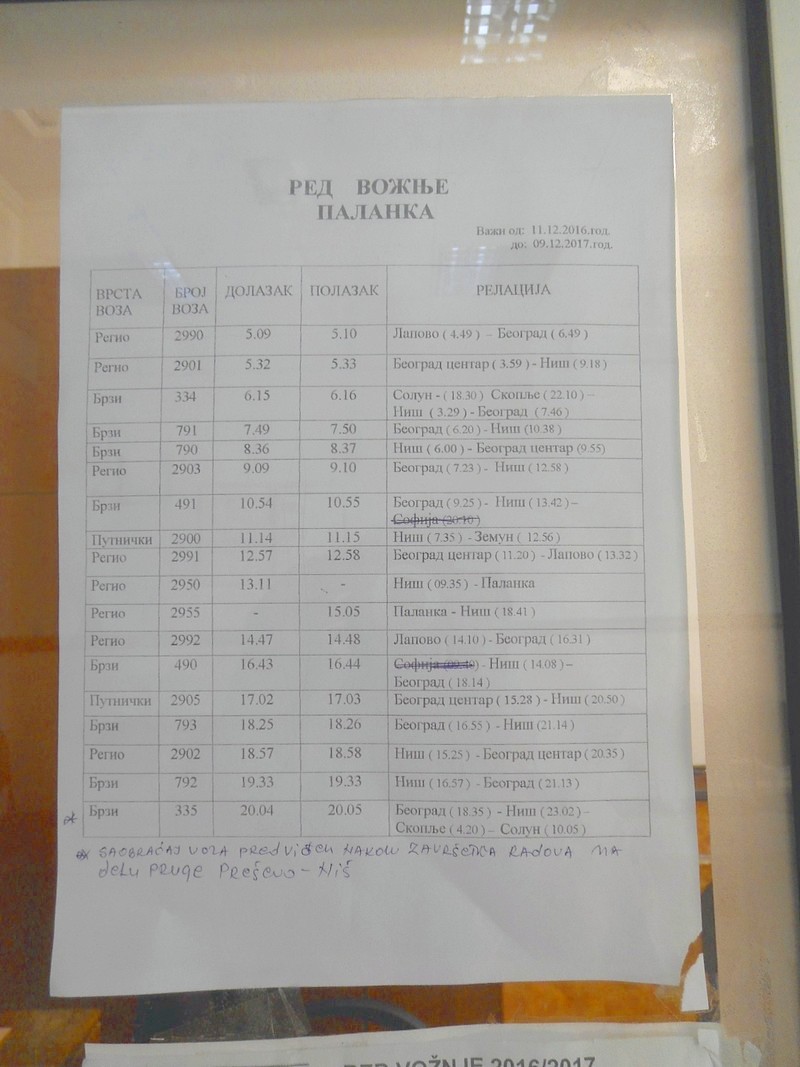 РЕД ВОЖЊЕ
ПАЛАНКА
Важи од: 11.12.2016.год.
до: 09.12.2017.год.
ВРСТА ВОЗА БРОЈ ВОЗА ДОЛАЗАК ПОЛАЗАК РЕЛАЦИЈА
Регио 2990 5.09 5.10 Лапово ( 4.49 ) – Београд ( 6.49 )
Регио 2901 5.32 5.33 Београд центар ( 3.59 ) - Ниш ( 9.18 )
Брзи 334 6.15 6.16 Солун - ( 18.30 ) Скопље ( 22.10 ) –
Ниш ( 3.29 ) - Београд ( 7.46 )
Брзи 791 7.49 7.50 Београд ( 6.20 ) - Ниш (10.38 )
Брзи 790 8.36 8.37 Ниш ( 6.00 ) - Београд центар (9.55)
Регио 2903 9.09 9.10 Београд ( 7.23 ) - Ниш ( 12.58 )
Брзи 491 10.54 10.55 Београд ( 9.25 ) - Ниш ( 13.42 ) –
Софија
Путнички 2900 11.14 11.15 Ниш ( 7.35 ) -Земун ( 12.56 )
Регио 2991 12.57 12.58 Београд центар ( 11.20 ) - Лапово ( 13.32 )
Регио 2950 13.11 - Ниш ( 09.35 ) - Паланка
Регио 2955 - 15.05 Паланка - Ниш ( 18.41 )
Регио 2992 14.47 14.48 Лапово ( 14.10 ) - Београд ( 16.31 )
Брзи 490 16.43 16.44 Софија - Ниш ( 14.08 ) –
Београд ( 18.14 )
Путнички 2905 17.02 17.03 Београд центар ( 15.28 ) - Ниш ( 20.50 )
Брзи 793 18.25 18.26 Београд ( 16.55 ) - Ниш (21.14 )
Регио 2902 18.57 18.58 Ниш ( 15.25 ) - Београд центар ( 20.35 )
Брзи 792 19.33 19.33 Ниш ( 16.57 ) - Београд ( 21.13 )
* Брзи 335 20.04 20.05 Београд ( 18.35 ) - Ниш ( 23.02 ) –
Скопље ( 4.20 ) – Солун ( 10.05 )
* SAOBRAĆAJ VOZA PREDVIĐEN NAKON ZAVRŠETKA RADOVA NA
DELU PRUGE PREŠEVO - NIŠ
RED VOŽNJE 2016/2017